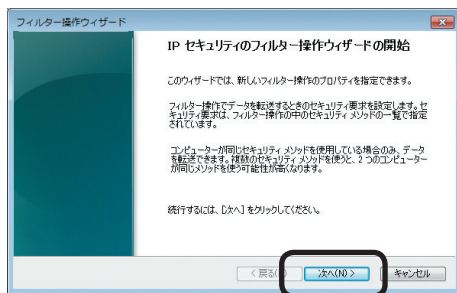 フィルター操作ウィザード
IP セキュリティのフィルター操作ウィザードの開始
このウィザードでは、新しいフィルター操作のプロパティを指定できます。
フィルター操作でデータを転送するときのセキュリティ要求を設定します。セ
キュリティ要求は、フィルター操作の中のセキュリティ メソッドの一覧で指定
されています。
コンピューターが同じセキュリティ メソッドを使用している場合のみ、データ
を転送できます。複数のセキュリティ メソッドを使うと、2 つのコンピューター
が同じメソッドを使う可能性が高くなります。
続行するには、[次へ] をクリックしてください。
< 戻る( 次へ(N) > キャンセル